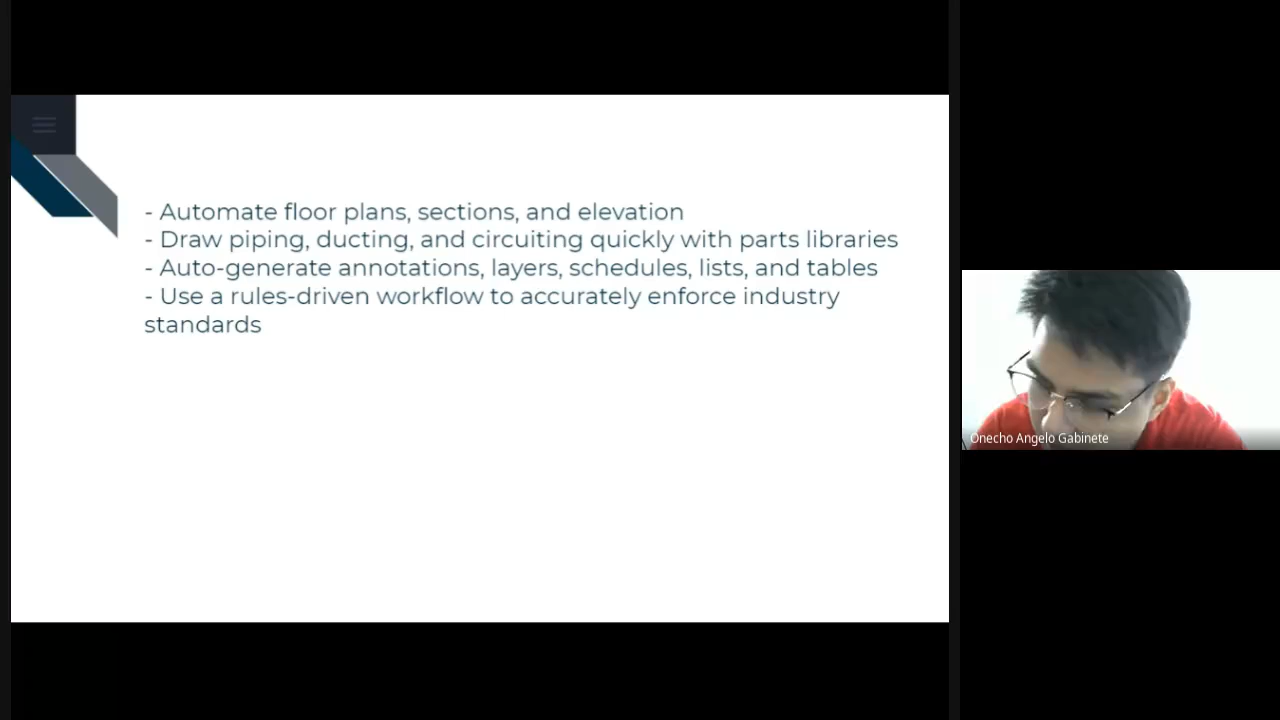 - Automate floor plans, sections, and elevation
- Draw piping, ducting, and circuiting quickly with parts libraries
- Auto-generate annotations, layers, schedules, lists, and tables
- Use a rules-driven workflow to accurately enforce industry
standards
Onecho Angelo Gabinete